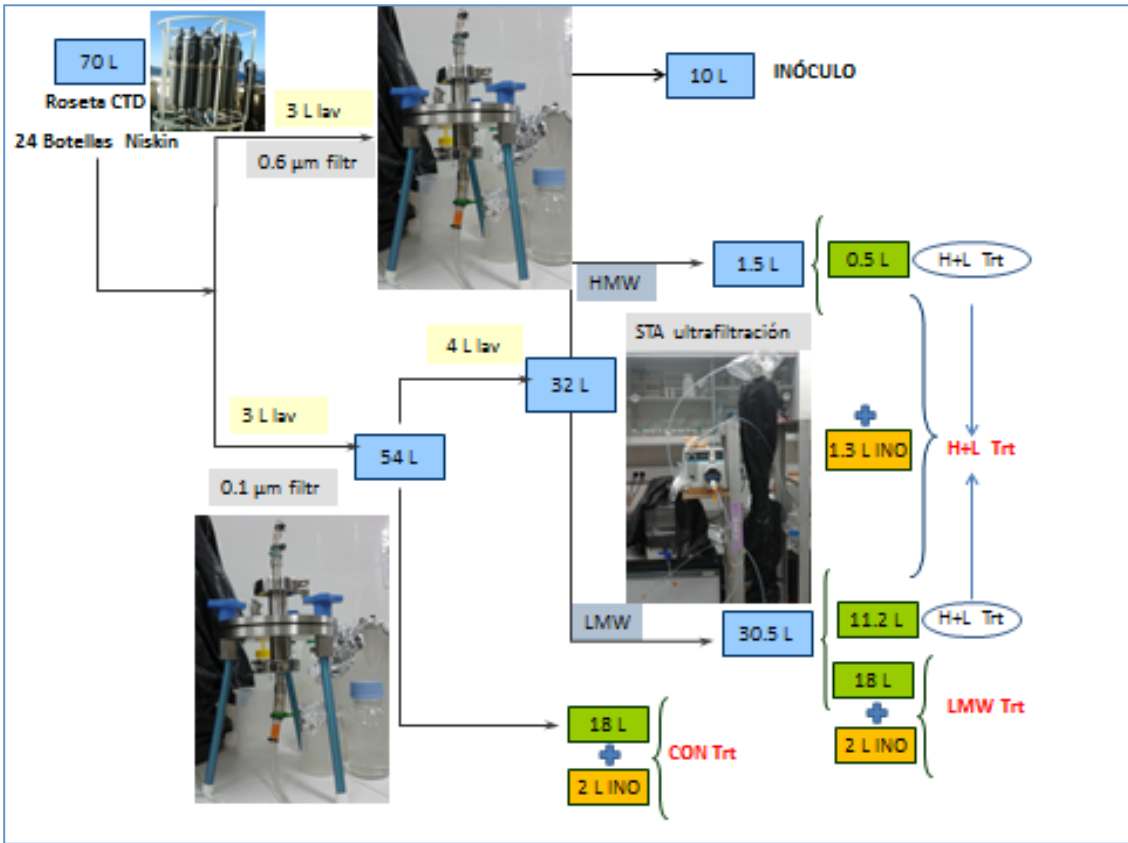 70 L
Roseta CTD
24 Botellas Niskin
3 L lav
0.6 µm filtr
10 L
INÓCULO
HMW
1.5 L
0.5 L
H+L Trt
STA ultrafiltración
4 L lav
32 L
3 L lav
54 L
0.1 µm filtr
1.3 L INO
H+L Trt
LMW
30.5 L
11.2 L
H+L Trt
18 L
2 L INO
LMW Trt
18 L
2 L INO
CON Trt